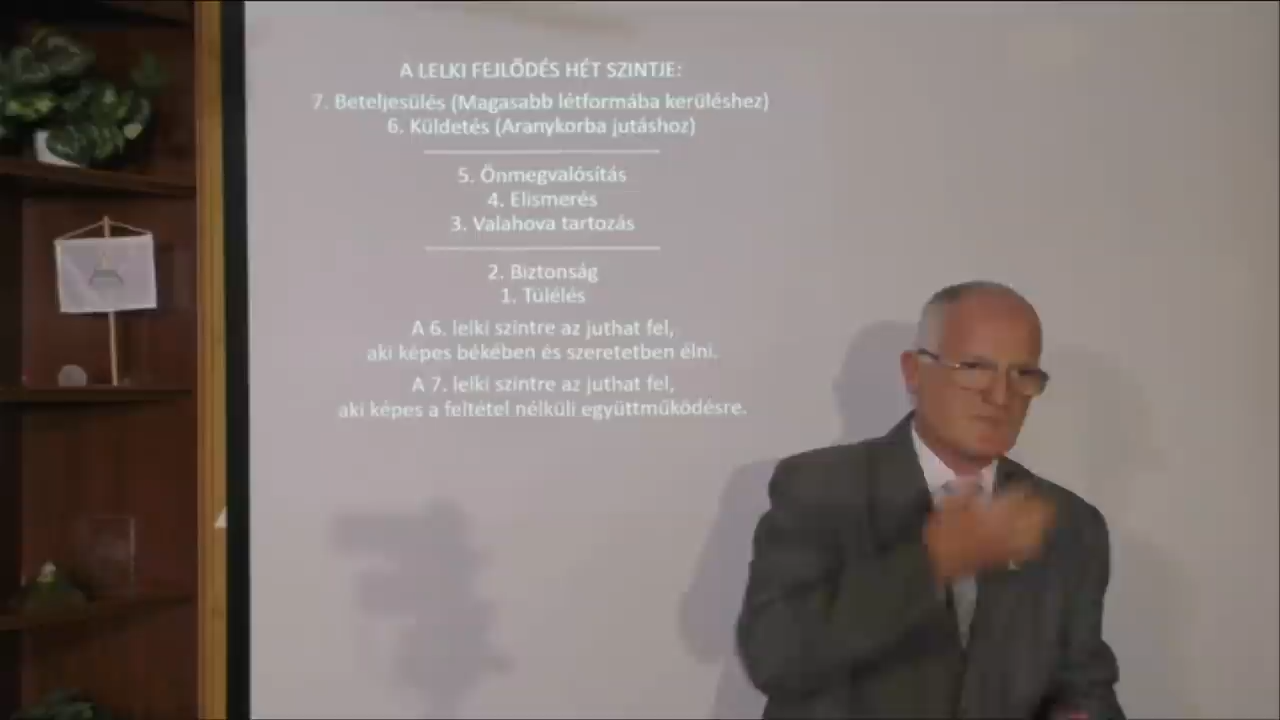 A LELKI FEJLŐDÉS HÉT SZINTJE:
7. Beteljesülés (Magasabb létformába kerüléshez)
6. Küldetés (Aranykorba jutáshoz)
5. Önmegvalósítás
4. Elismerés
3. Valahova tartozás
2. Biztonság
1. Túlélés
A 6. lelki szintre az juthat fel,
aki képes békében és szeretetben élni.
A 7. lelki szintre az juthat fel,
aki képes a feltétel nélküli együttműködésre.